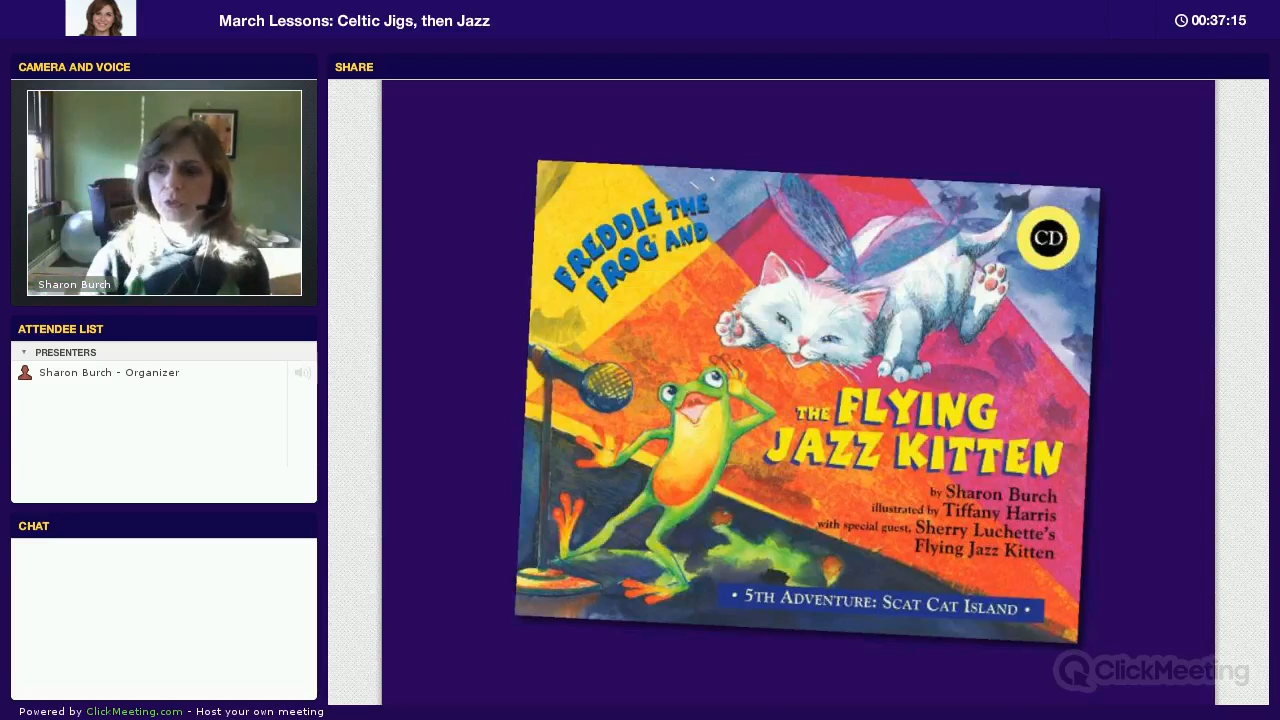 March Lessons: Celtic Jigs, then Jazz
00:37:15
CAMERA AND VOICE
Sharon Burch
ATTENDEE LIST
PRESENTERS
Sharon Burch - Organizer
CHAT
Powered by ClickMeeting.com - Host your own meeting
SHARE
FREDDIE THE
FROG AND
CD
THE FLYING
JAZZ KITTEN
by Sharon Burch
illustrated by Tiffany Harris
with special guest, Sherry Luchette's
Flying Jazz Kitten
• 5TH ADVENTURE: SCAT CAT ISLAND •
ClickMeeting